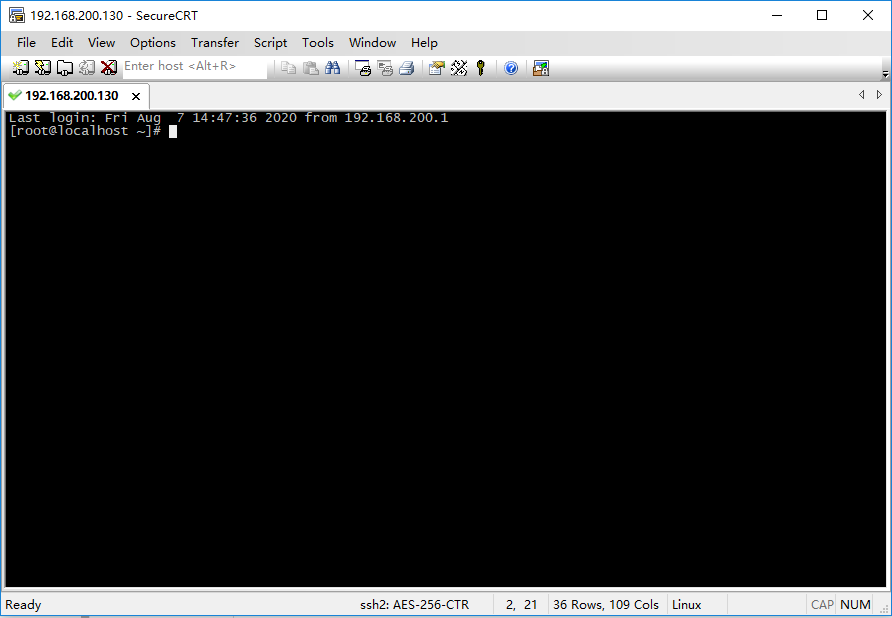 192.168.200.130 - SecureCRT
File Edit View Options Transfer Script Tools Window Help
Enter host <Alt+R>
192.168.200.130
Last login: Fri Aug  7 14:47:36 2020 from 192.168.200.1
[root@localhost ~]#
Ready ssh2: AES-256-CTR 2, 21 36 Rows, 109 Cols Linux CAP NUM